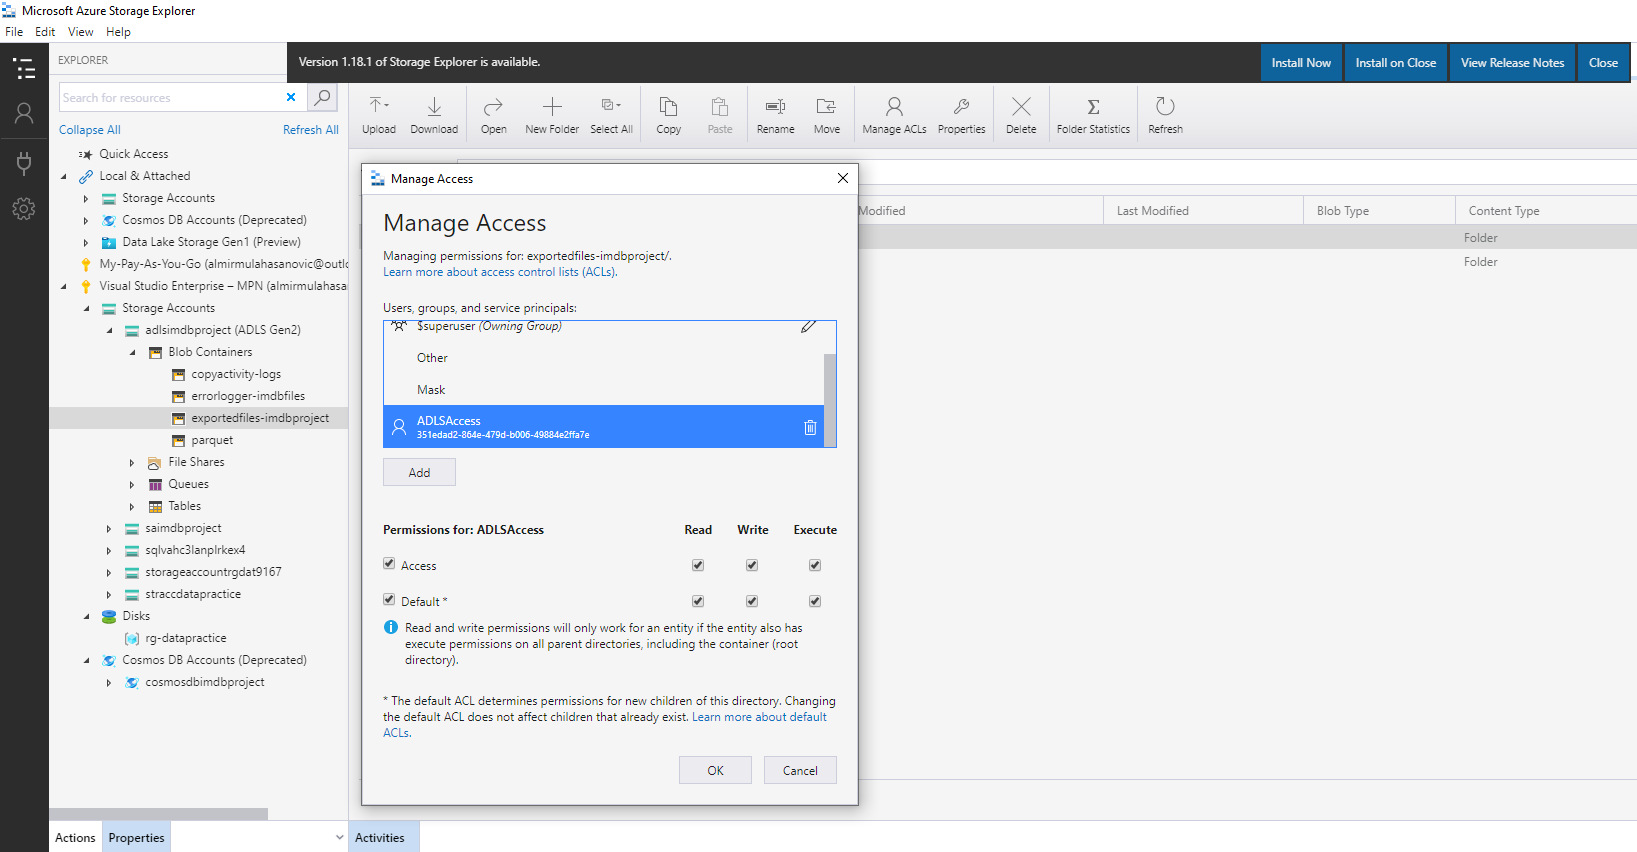 Microsoft Azure Storage Explorer
File Edit View Help
EXPLORER
Version 1.18.1 of Storage Explorer is available.
Install Now
Install on Close
View Release Notes
Close
Search for resources
Collapse All
Refresh All
Upload
Download
Open
New Folder
Select All
Copy
Paste
Rename
Move
Manage ACLs
Properties
Delete
Folder Statistics
Refresh
Quick Access
Local & Attached
Storage Accounts
Cosmos DB Accounts (Deprecated)
Data Lake Storage Gen1 (Preview)
My-Pay-As-You-Go (almirmulahasanovic@outlo
Visual Studio Enterprise – MPN (almirmulahasa
Storage Accounts
adlsimdbproject (ADLS Gen2)
Blob Containers
copyactivity-logs
errorlogger-imdbfiles
exportedfiles-imdbproject
parquet
File Shares
Queues
Tables
saimdbproject
sqlvahc3lanplrkex4
storageaccountrgdat9167
straccdatapractice
Disks
rg-datapractice
Cosmos DB Accounts (Deprecated)
cosmosdbimdbproject
Actions
Properties
Activities
Modified
Last Modified
Blob Type
Content Type
Folder
Folder
Manage Access
Manage Access
Managing permissions for: exportedfiles-imdbproject/.
Learn more about access control lists (ACLs).
Users, groups, and service principals:
$superuser (Owning Group)
Other
Mask
ADLSAccess
351edad2-864e-479d-b006-49884e2ffa7e
Add
Permissions for: ADLSAccess Read Write Execute
Access
Default *
Read and write permissions will only work for an entity if the entity also has
execute permissions on all parent directories, including the container (root
directory).
* The default ACL determines permissions for new children of this directory. Changing
the default ACL does not affect children that already exist. Learn more about default
ACLs.
OK
Cancel